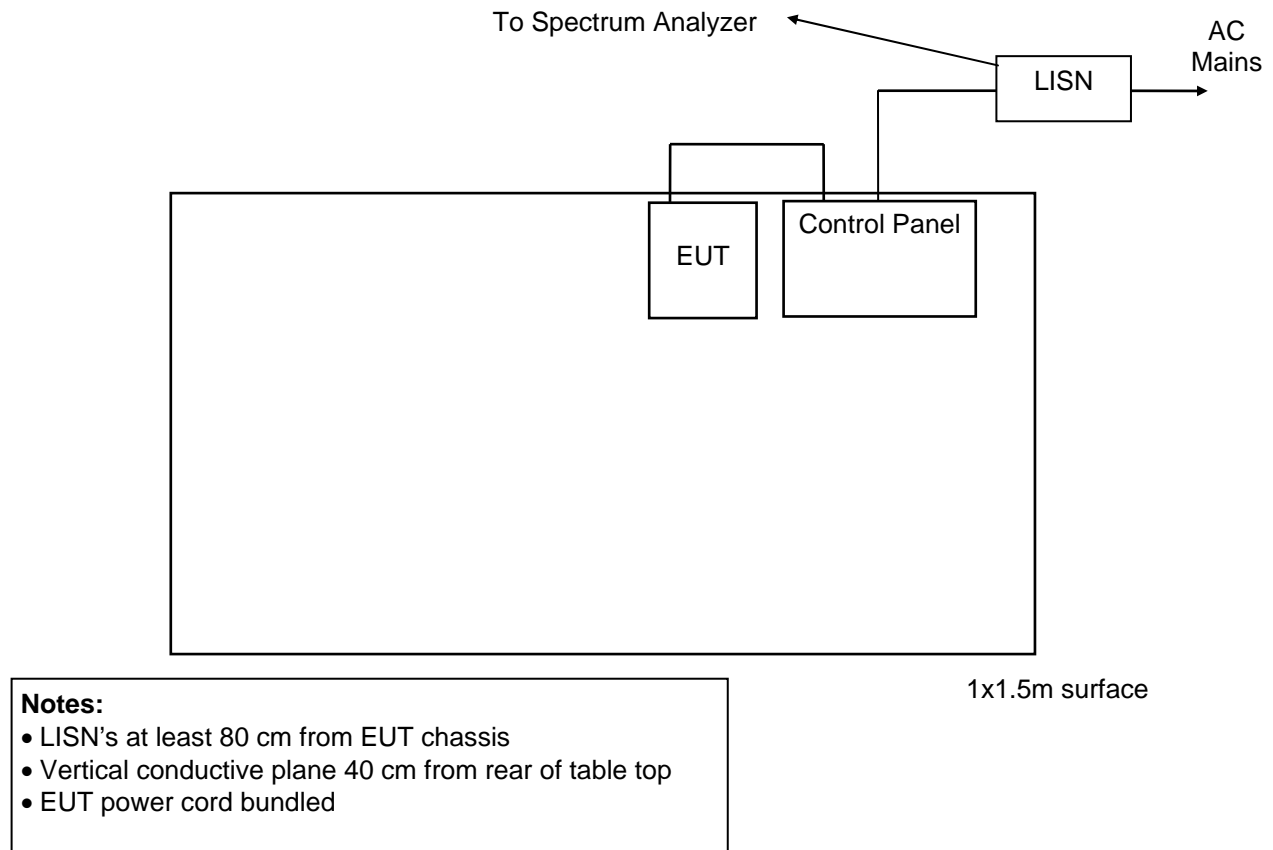 To Spectrum Analyzer
AC
Mains
LISN
Control Panel
EUT
1x1.5m surface
Notes:
• LISN’s at least 80 cm from EUT chassis
• Vertical conductive plane 40 cm from rear of table top
• EUT power cord bundled